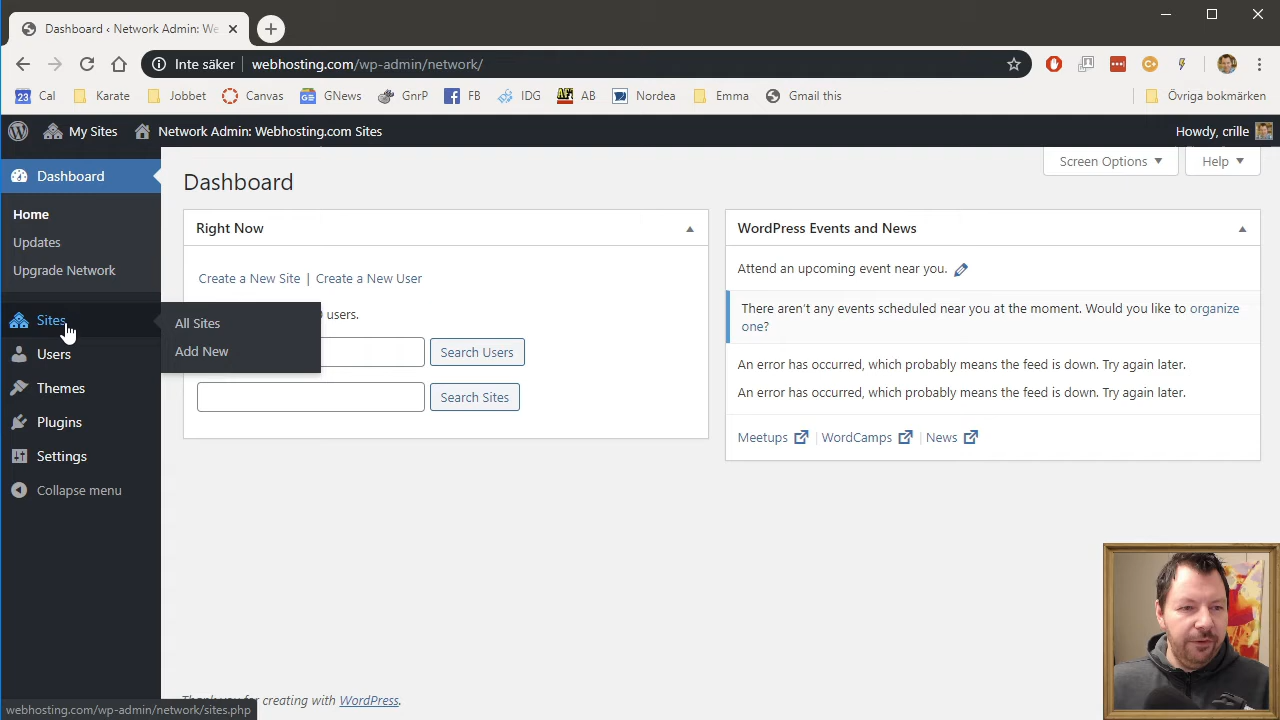 Dashboard ‹ Network Admin: We
Inte säker
webhosting.com/wp-admin/network/
23 Cal
Karate
Jobbet
Canvas
GNews
GnrP
FB
IDG
AB
Nordea
Emma
Gmail this
Övriga bokmärken
My Sites
Network Admin: Webhosting.com Sites
Howdy, crille
Dashboard
Home
Updates
Upgrade Network
Sites
Users
Themes
Plugins
Settings
Collapse menu
All Sites
Add New
Screen Options
Help
Dashboard
Right Now
Create a New Site | Create a New User
users.
Search Users
Search Sites
WordPress Events and News
Attend an upcoming event near you.
There aren't any events scheduled near you at the moment. Would you like to organize
one?
An error has occurred, which probably means the feed is down. Try again later.
An error has occurred, which probably means the feed is down. Try again later.
Meetups | WordCamps | News
Thank you for creating with WordPress.
webhosting.com/wp-admin/network/sites.php